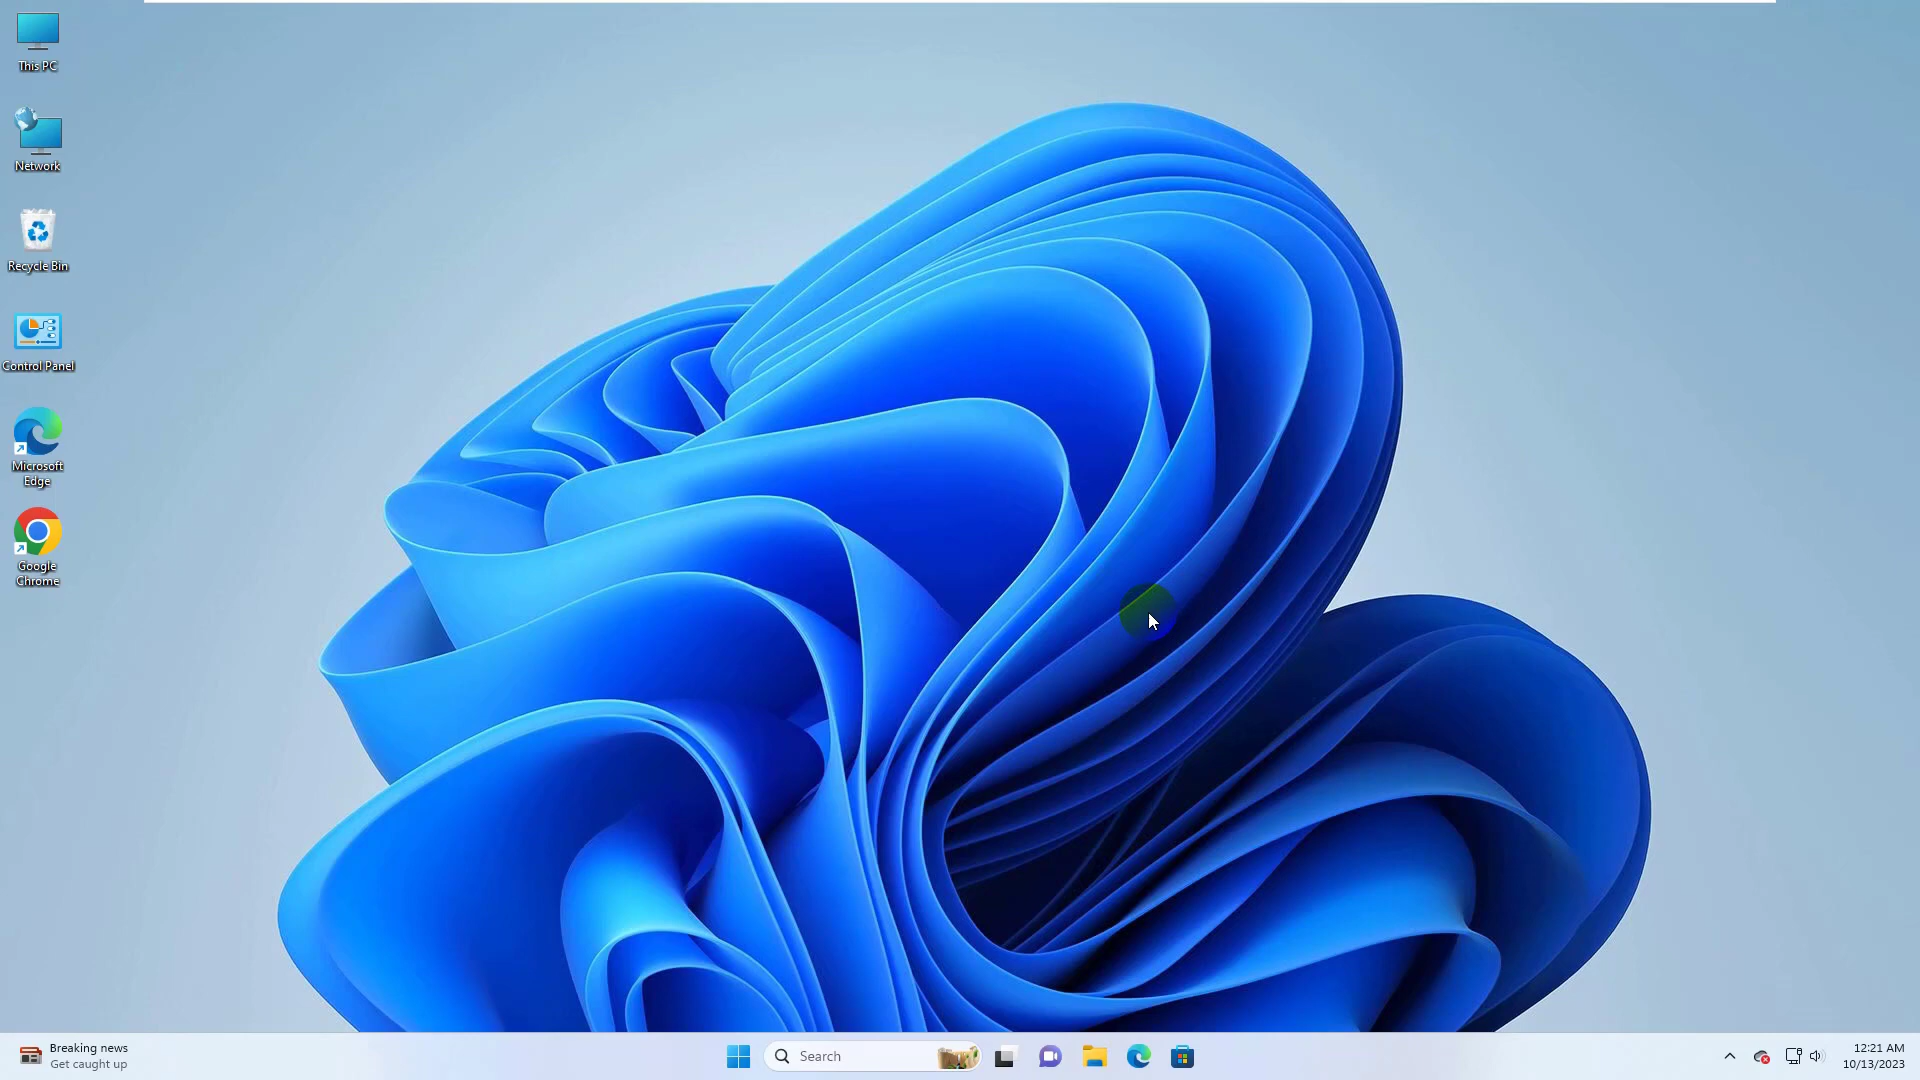 This PC
Network
Recycle Bin
Control Panel
Microsoft
Edge
Google
Chrome
Breaking news
Get caught up
Search
12:21 AM
10/13/2023